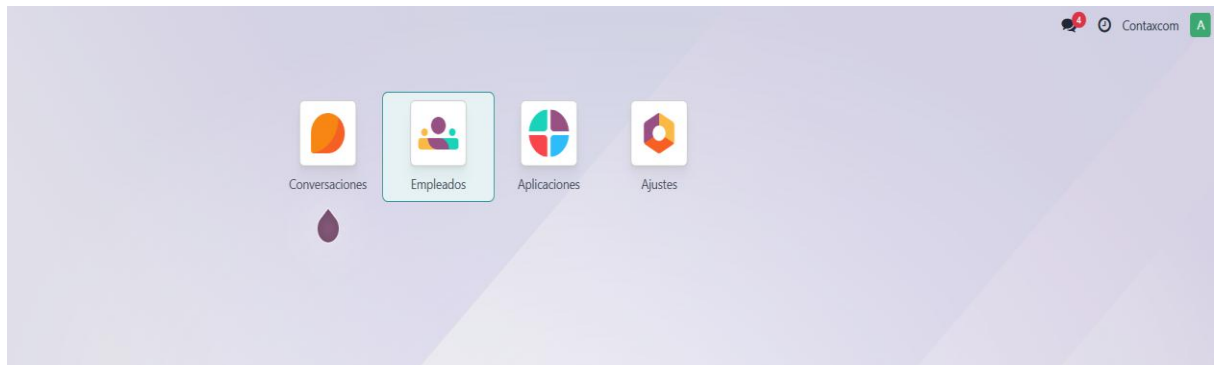 4
Contaxcom
A
Conversaciones
Empleados
Aplicaciones
Ajustes